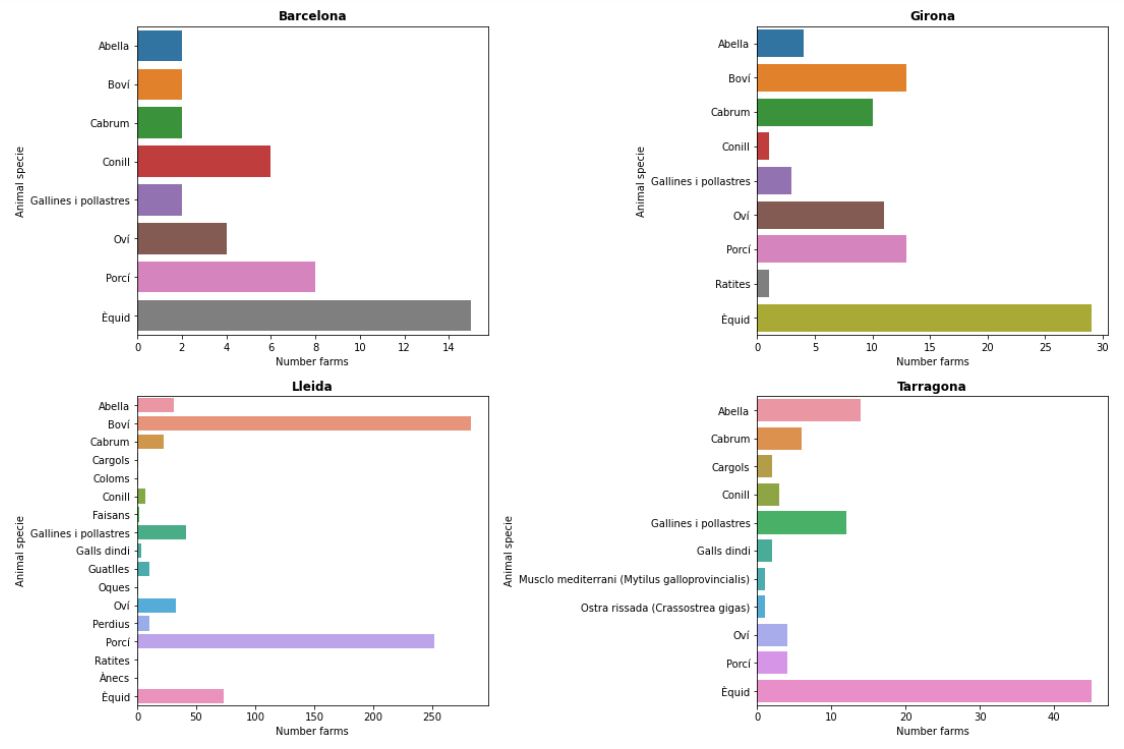 Barcelona
Animal specie
Abella
Boví
Cabrum
Conill
Gallines i pollastres
Oví
Porcí
Èquid
0 2 4 6 8 10 12 14
Number farms
Girona
Animal specie
Abella
Boví
Cabrum
Conill
Gallines i pollastres
Oví
Porcí
Ratites
Èquid
0 5 10 15 20 25 30
Number farms
Lleida
Animal specie
Abella
Boví
Cabrum
Cargols
Coloms
Conill
Faisans
Gallines i pollastres
Galls dindi
Guatlles
Oques
Oví
Perdius
Porcí
Ratites
Ànecs
Èquid
0 50 100 150 200 250
Number farms
Tarragona
Animal specie
Abella
Cabrum
Cargols
Conill
Gallines i pollastres
Galls dindi
Musclo mediterrani (Mytilus galloprovincialis)
Ostra rissada (Crassostrea gigas)
Oví
Porcí
Èquid
0 10 20 30 40
Number farms